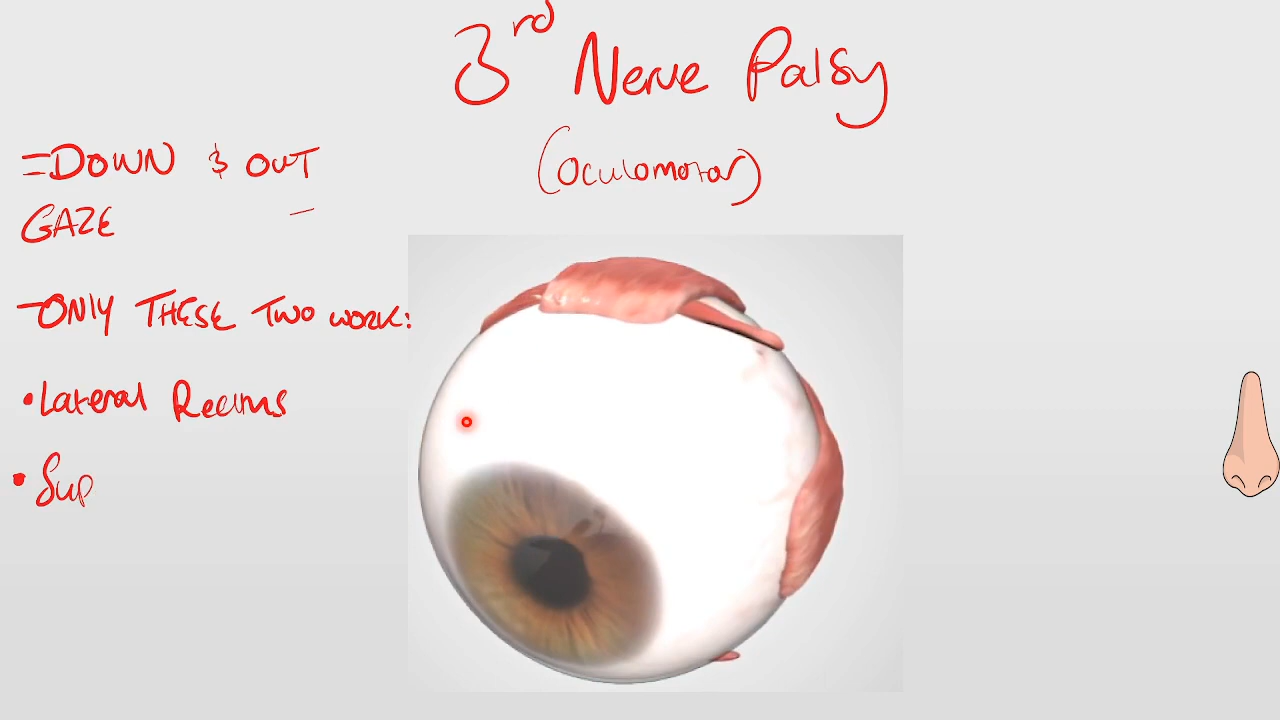 3rd Nerve Palsy
(Oculomotor)
=DOWN & OUT
GAZE
-ONLY THESE TWO WORK:
•Lateral Rectus
•Sup